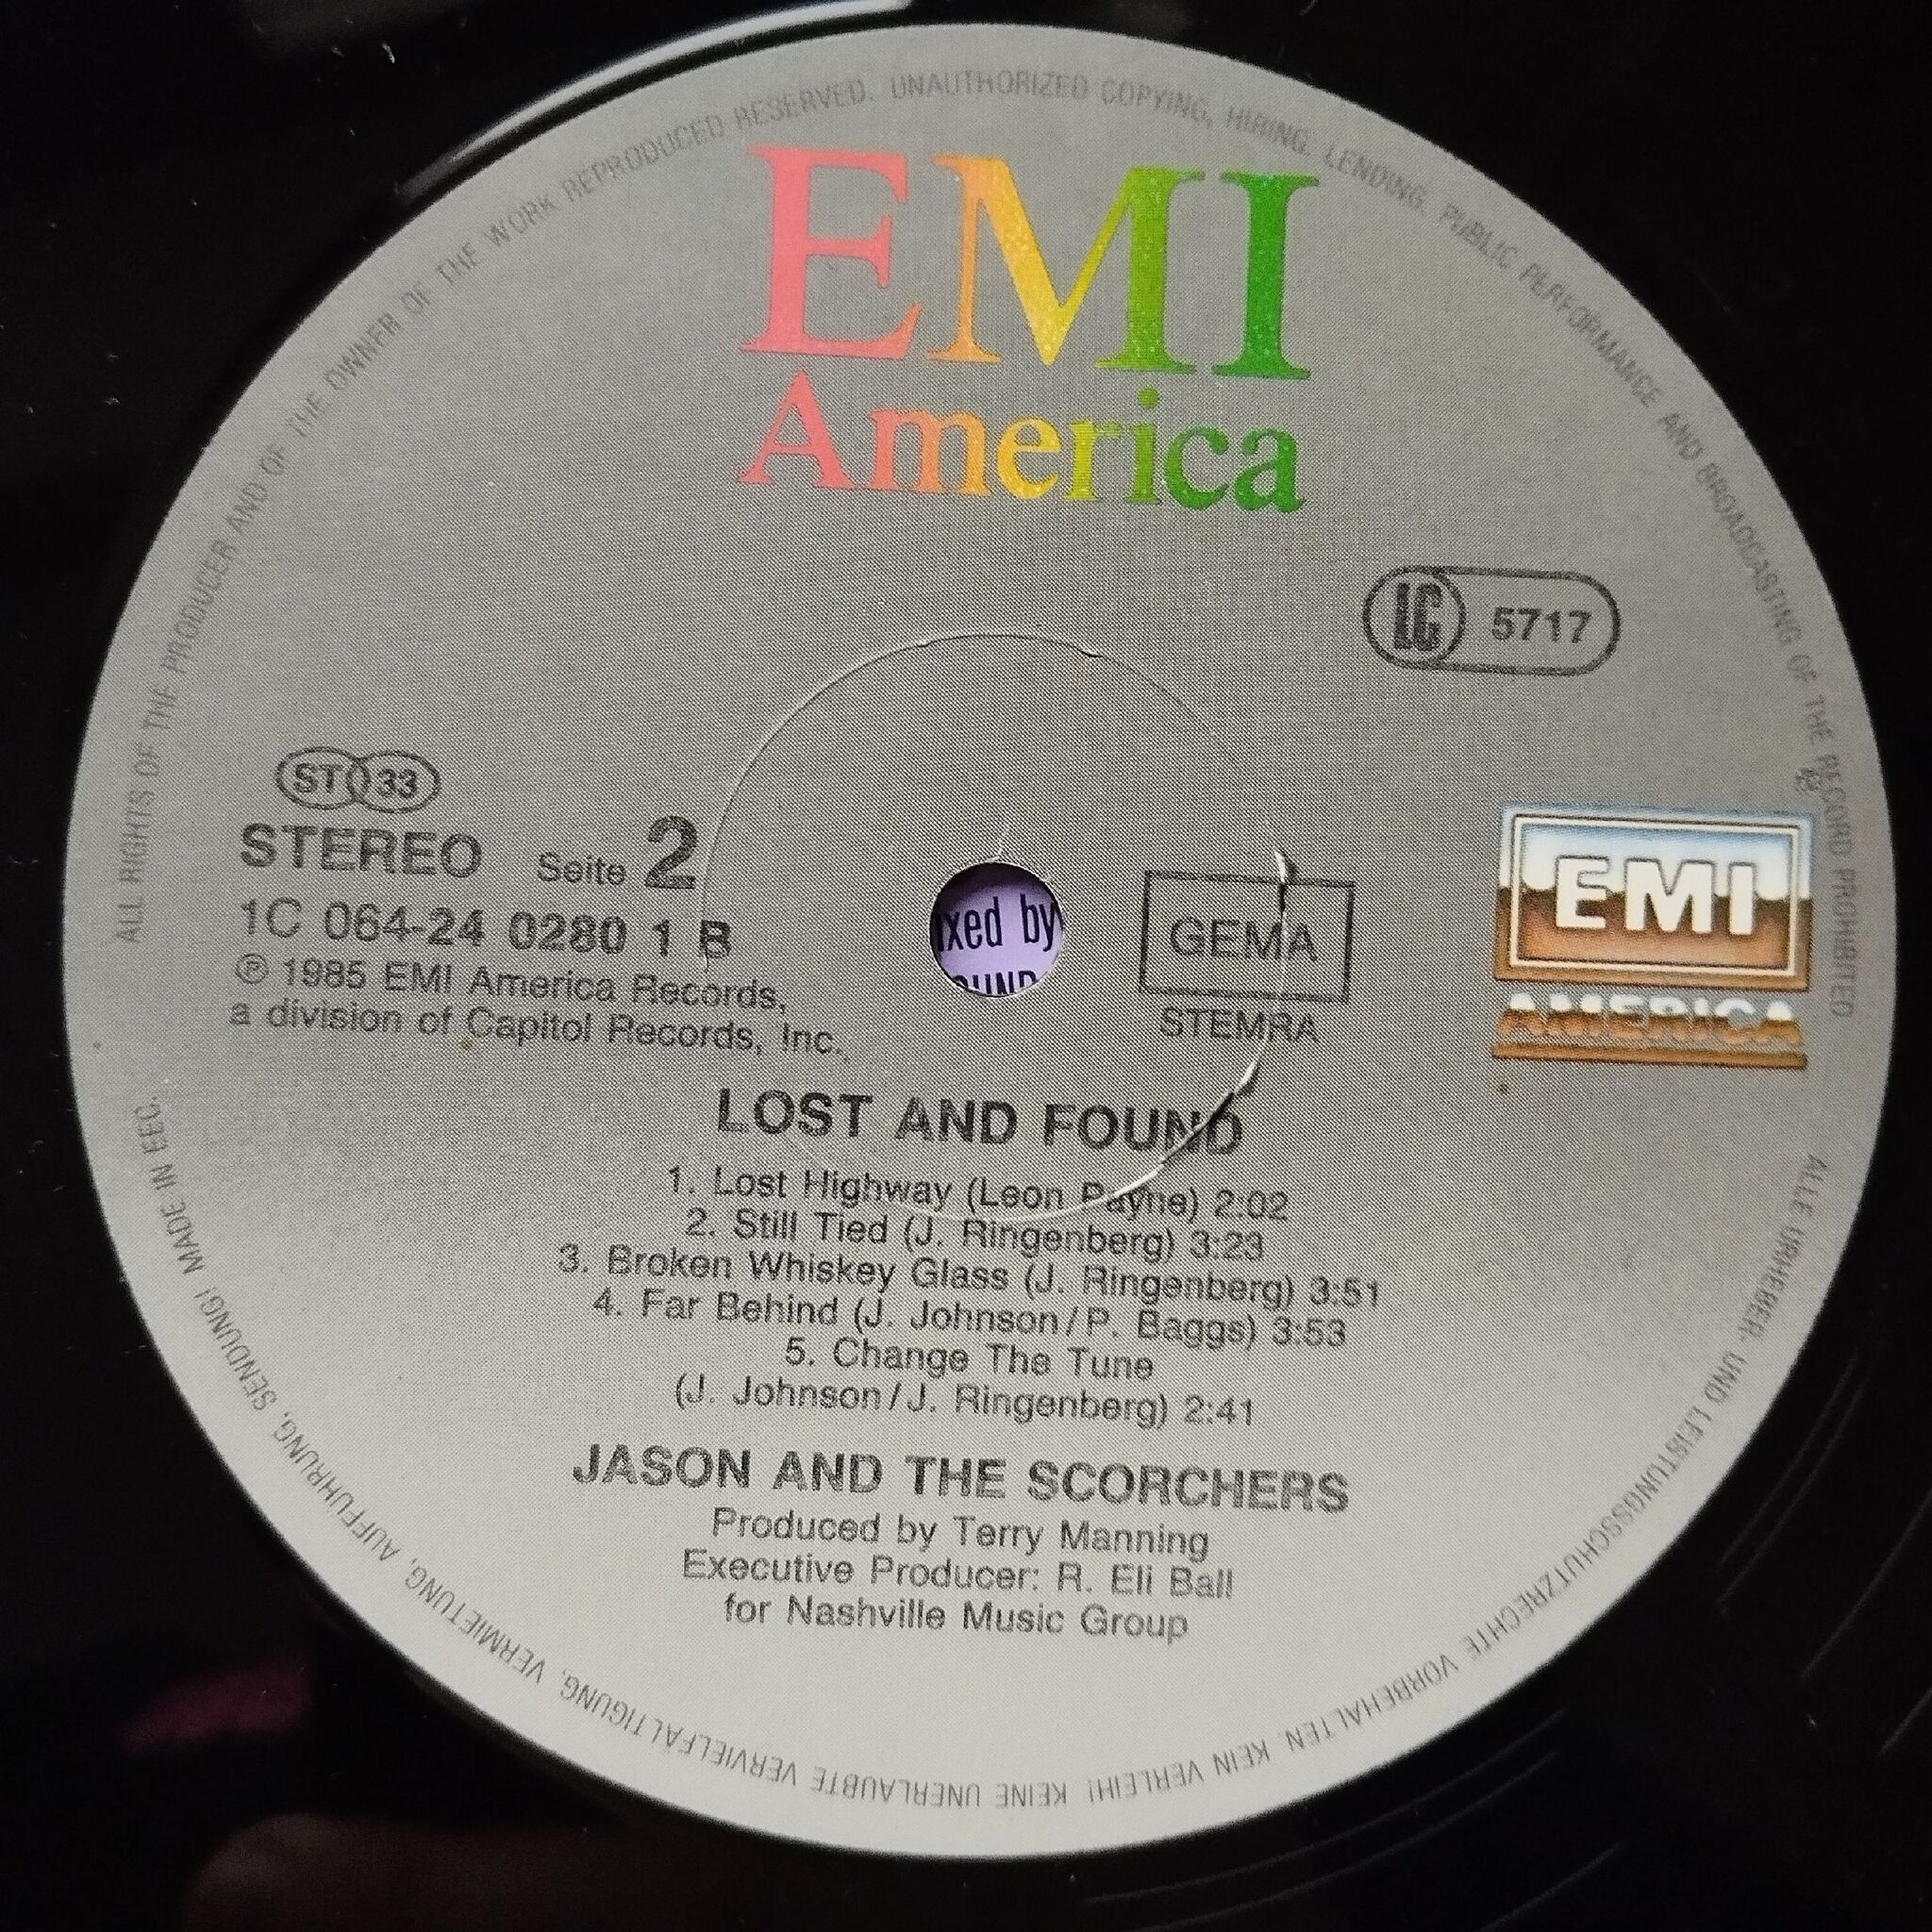 ALL RIGHTS OF THE PRODUCER AND OF THE OWNER OF THE WORK REPRODUCED RESERVED. UNAUTHORIZED COPYING, HIRING, LENDING, PUBLIC PERFORMANCE AND BROADCASTING OF THE RECORD PROHIBITED
EMI
America
LC 5717
ST 33
STEREO Seite 2
1C 064-24 0280 1 B
℗ 1985 EMI America Records,
a division of Capitol Records, Inc.
xed by
OUND
GEMA
STEMRA
EMI
AMERICA
LOST AND FOUND
1. Lost Highway (Leon Payne) 2:02
2. Still Tied (J. Ringenberg) 3:23
3. Broken Whiskey Glass (J. Ringenberg) 3:51
4. Far Behind (J. Johnson/P. Baggs) 3:53
5. Change The Tune
(J. Johnson/J. Ringenberg) 2:41
JASON AND THE SCORCHERS
Produced by Terry Manning
Executive Producer: R. Eli Ball
for Nashville Music Group
ALLE URHEBER- UND LEISTUNGSSCHUTZRECHTE VORBEHALTEN. KEIN VERLEIH! KEINE UNERLAUBTE VERVIELFÄLTIGUNG, VERMIETUNG, AUFFÜHRUNG, SENDUNG! MADE IN EEC.